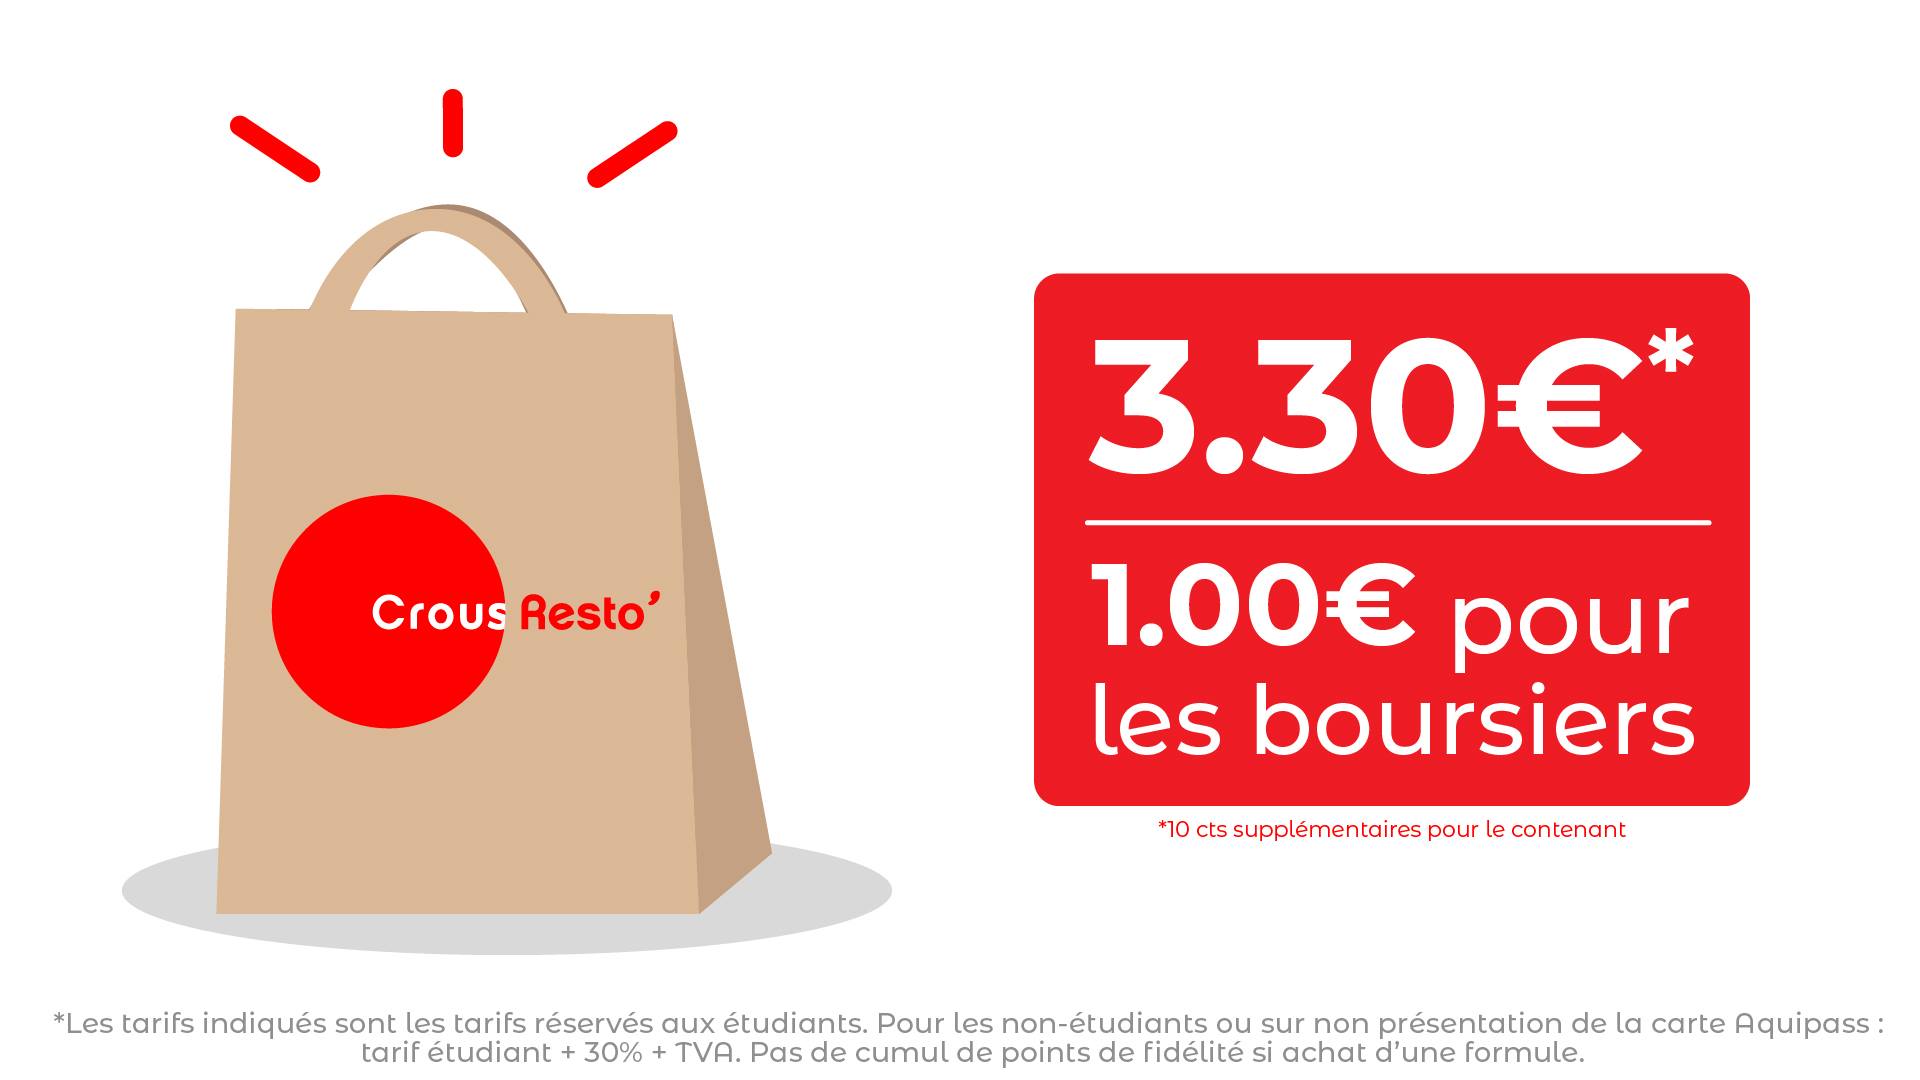 Crous Resto'
3.30€*
1.00€ pour
les boursiers
*10 cts supplémentaires pour le contenant
*Les tarifs indiqués sont les tarifs réservés aux étudiants. Pour les non-étudiants ou sur non présentation de la carte Aquipass :
tarif étudiant + 30% + TVA. Pas de cumul de points de fidélité si achat d’une formule.